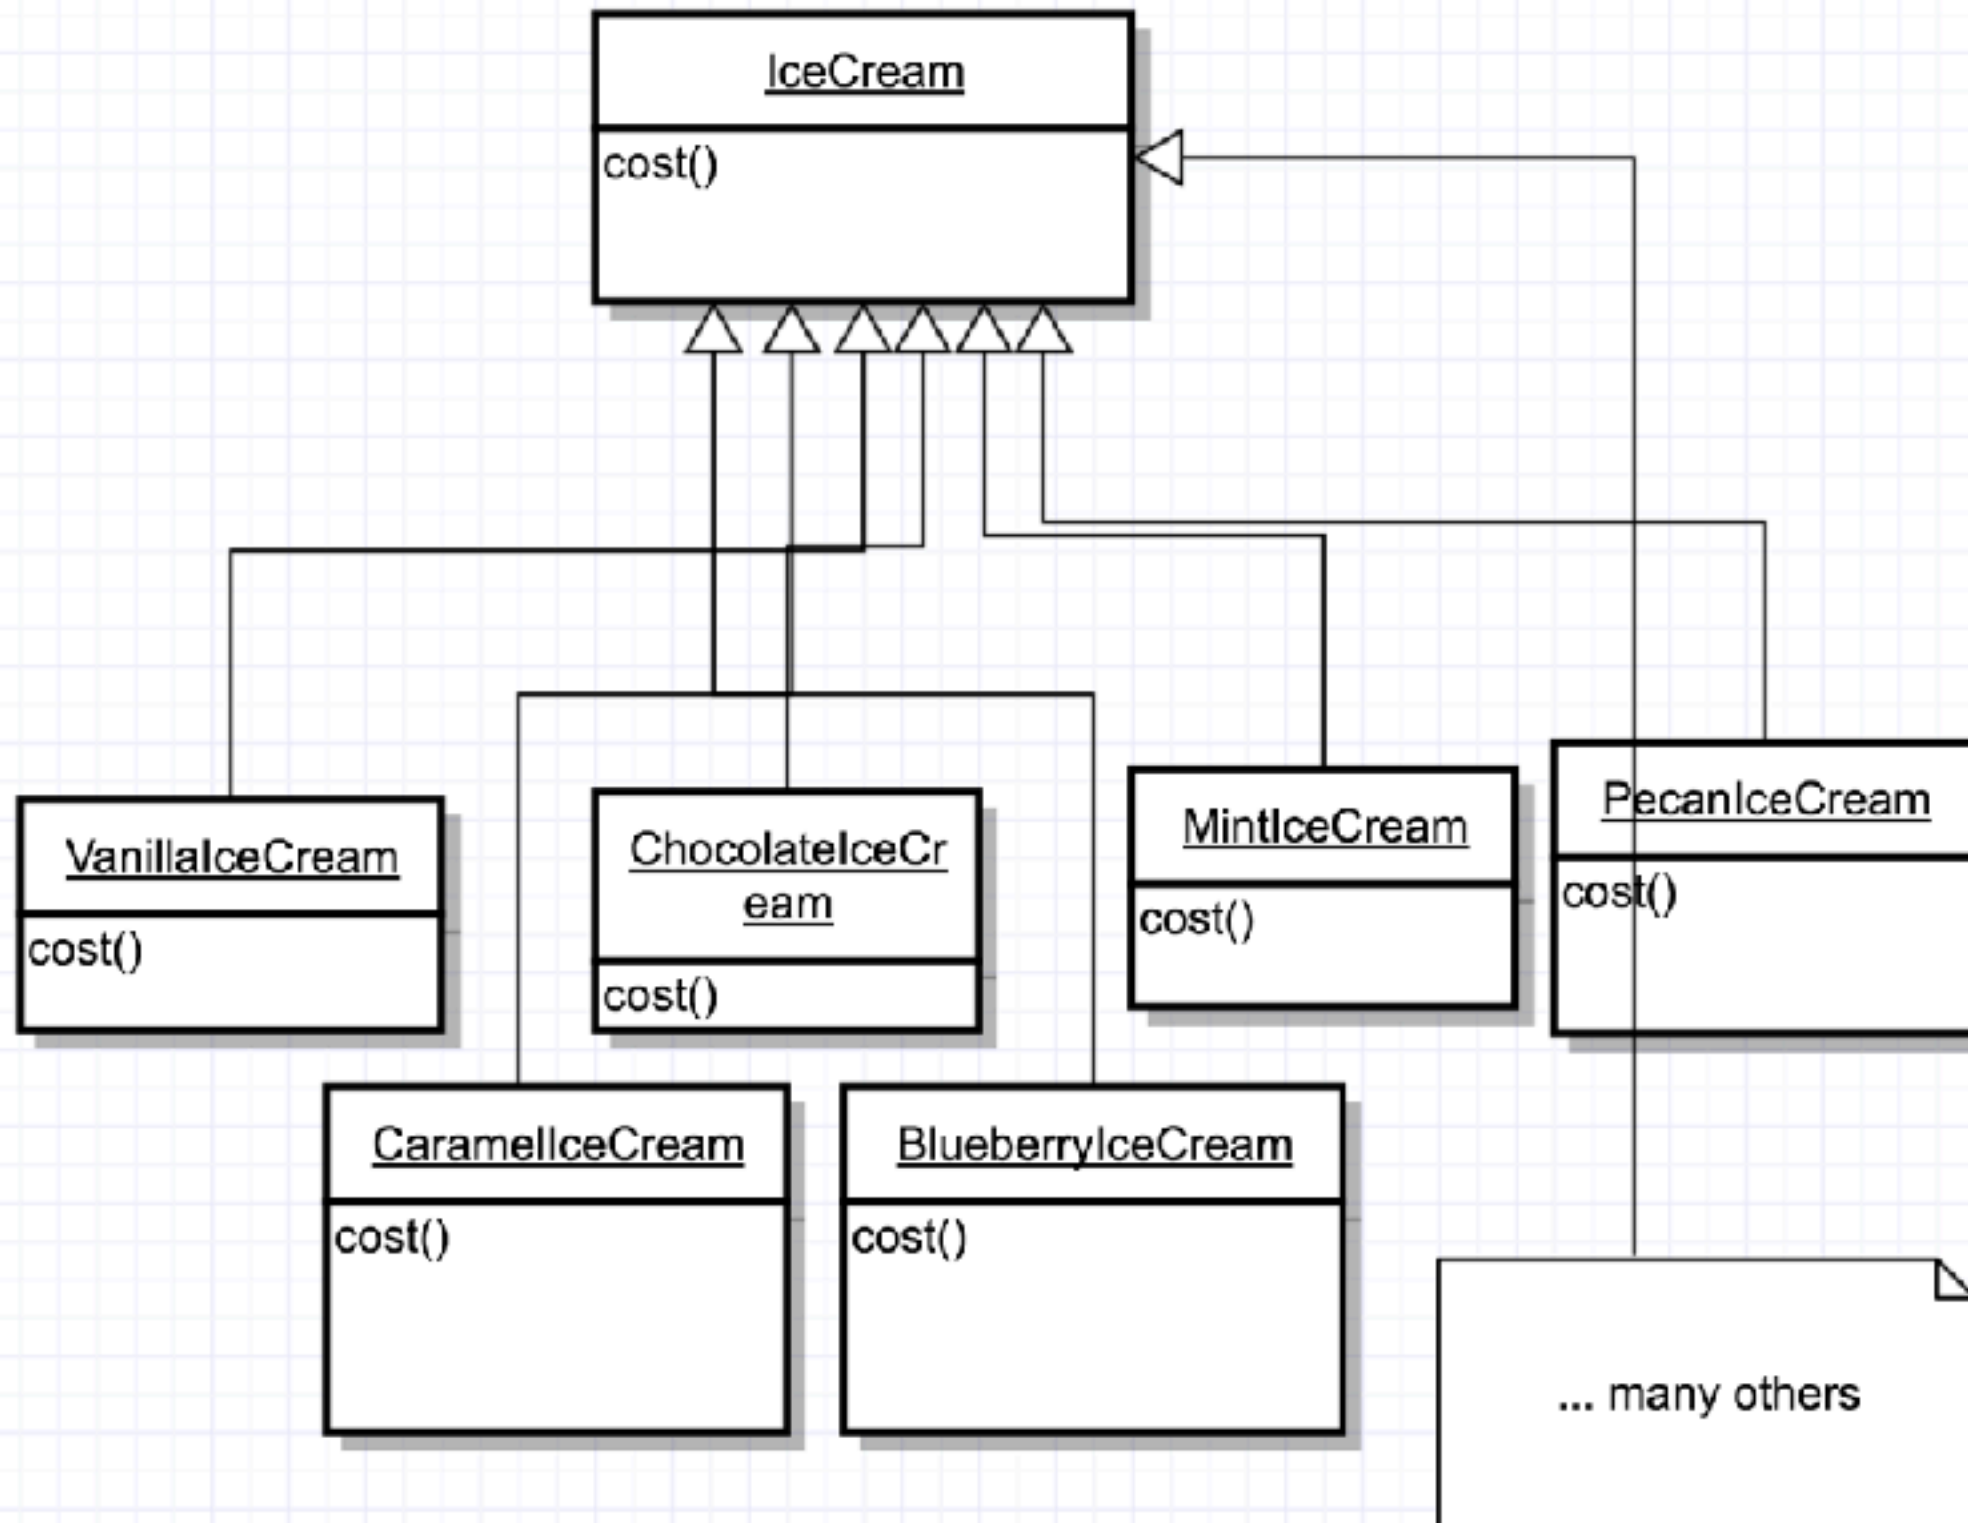 IceCream
cost()
VanillaIceCream
cost()
ChocolateIceCr
eam
cost()
MintIceCream
cost()
PecanIceCream
cost()
CaramelIceCream
cost()
BlueberryIceCream
cost()
... many others